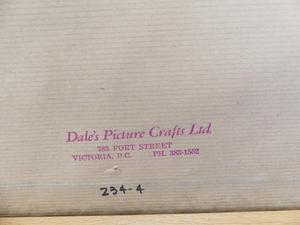 Dale's Picture Crafts Ltd.
783 FORT STREET
VICTORIA, B.C. PH. 383-1552
234-4